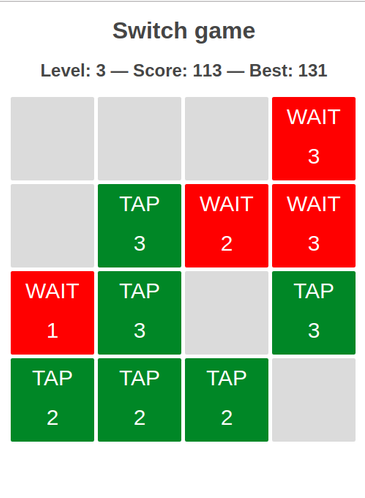 Switch game
Level: 3 — Score: 113 — Best: 131
WAIT
3
TAP
3
WAIT
2
WAIT
3
WAIT
1
TAP
3
TAP
3
TAP
2
TAP
2
TAP
2